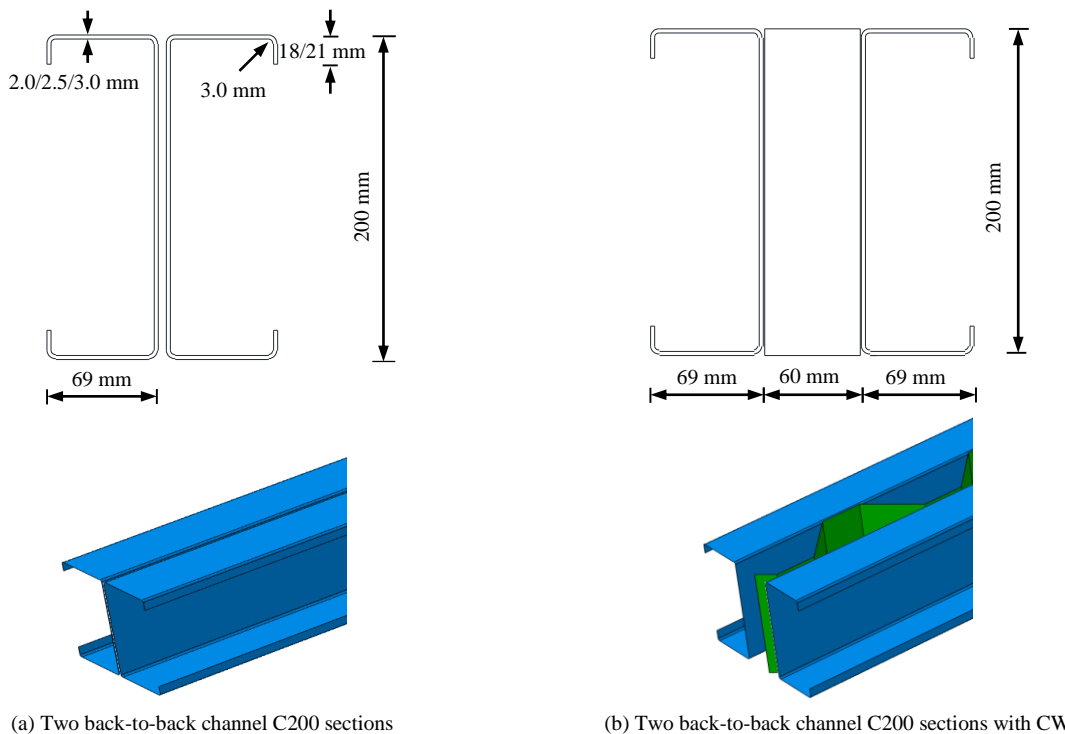 18/21 mm
2.0/2.5/3.0 mm
3.0 mm
200 mm
69 mm
200 mm
69 mm
60 mm
69 mm
(a) Two back-to-back channel C200 sections
(b) Two back-to-back channel C200 sections with CW